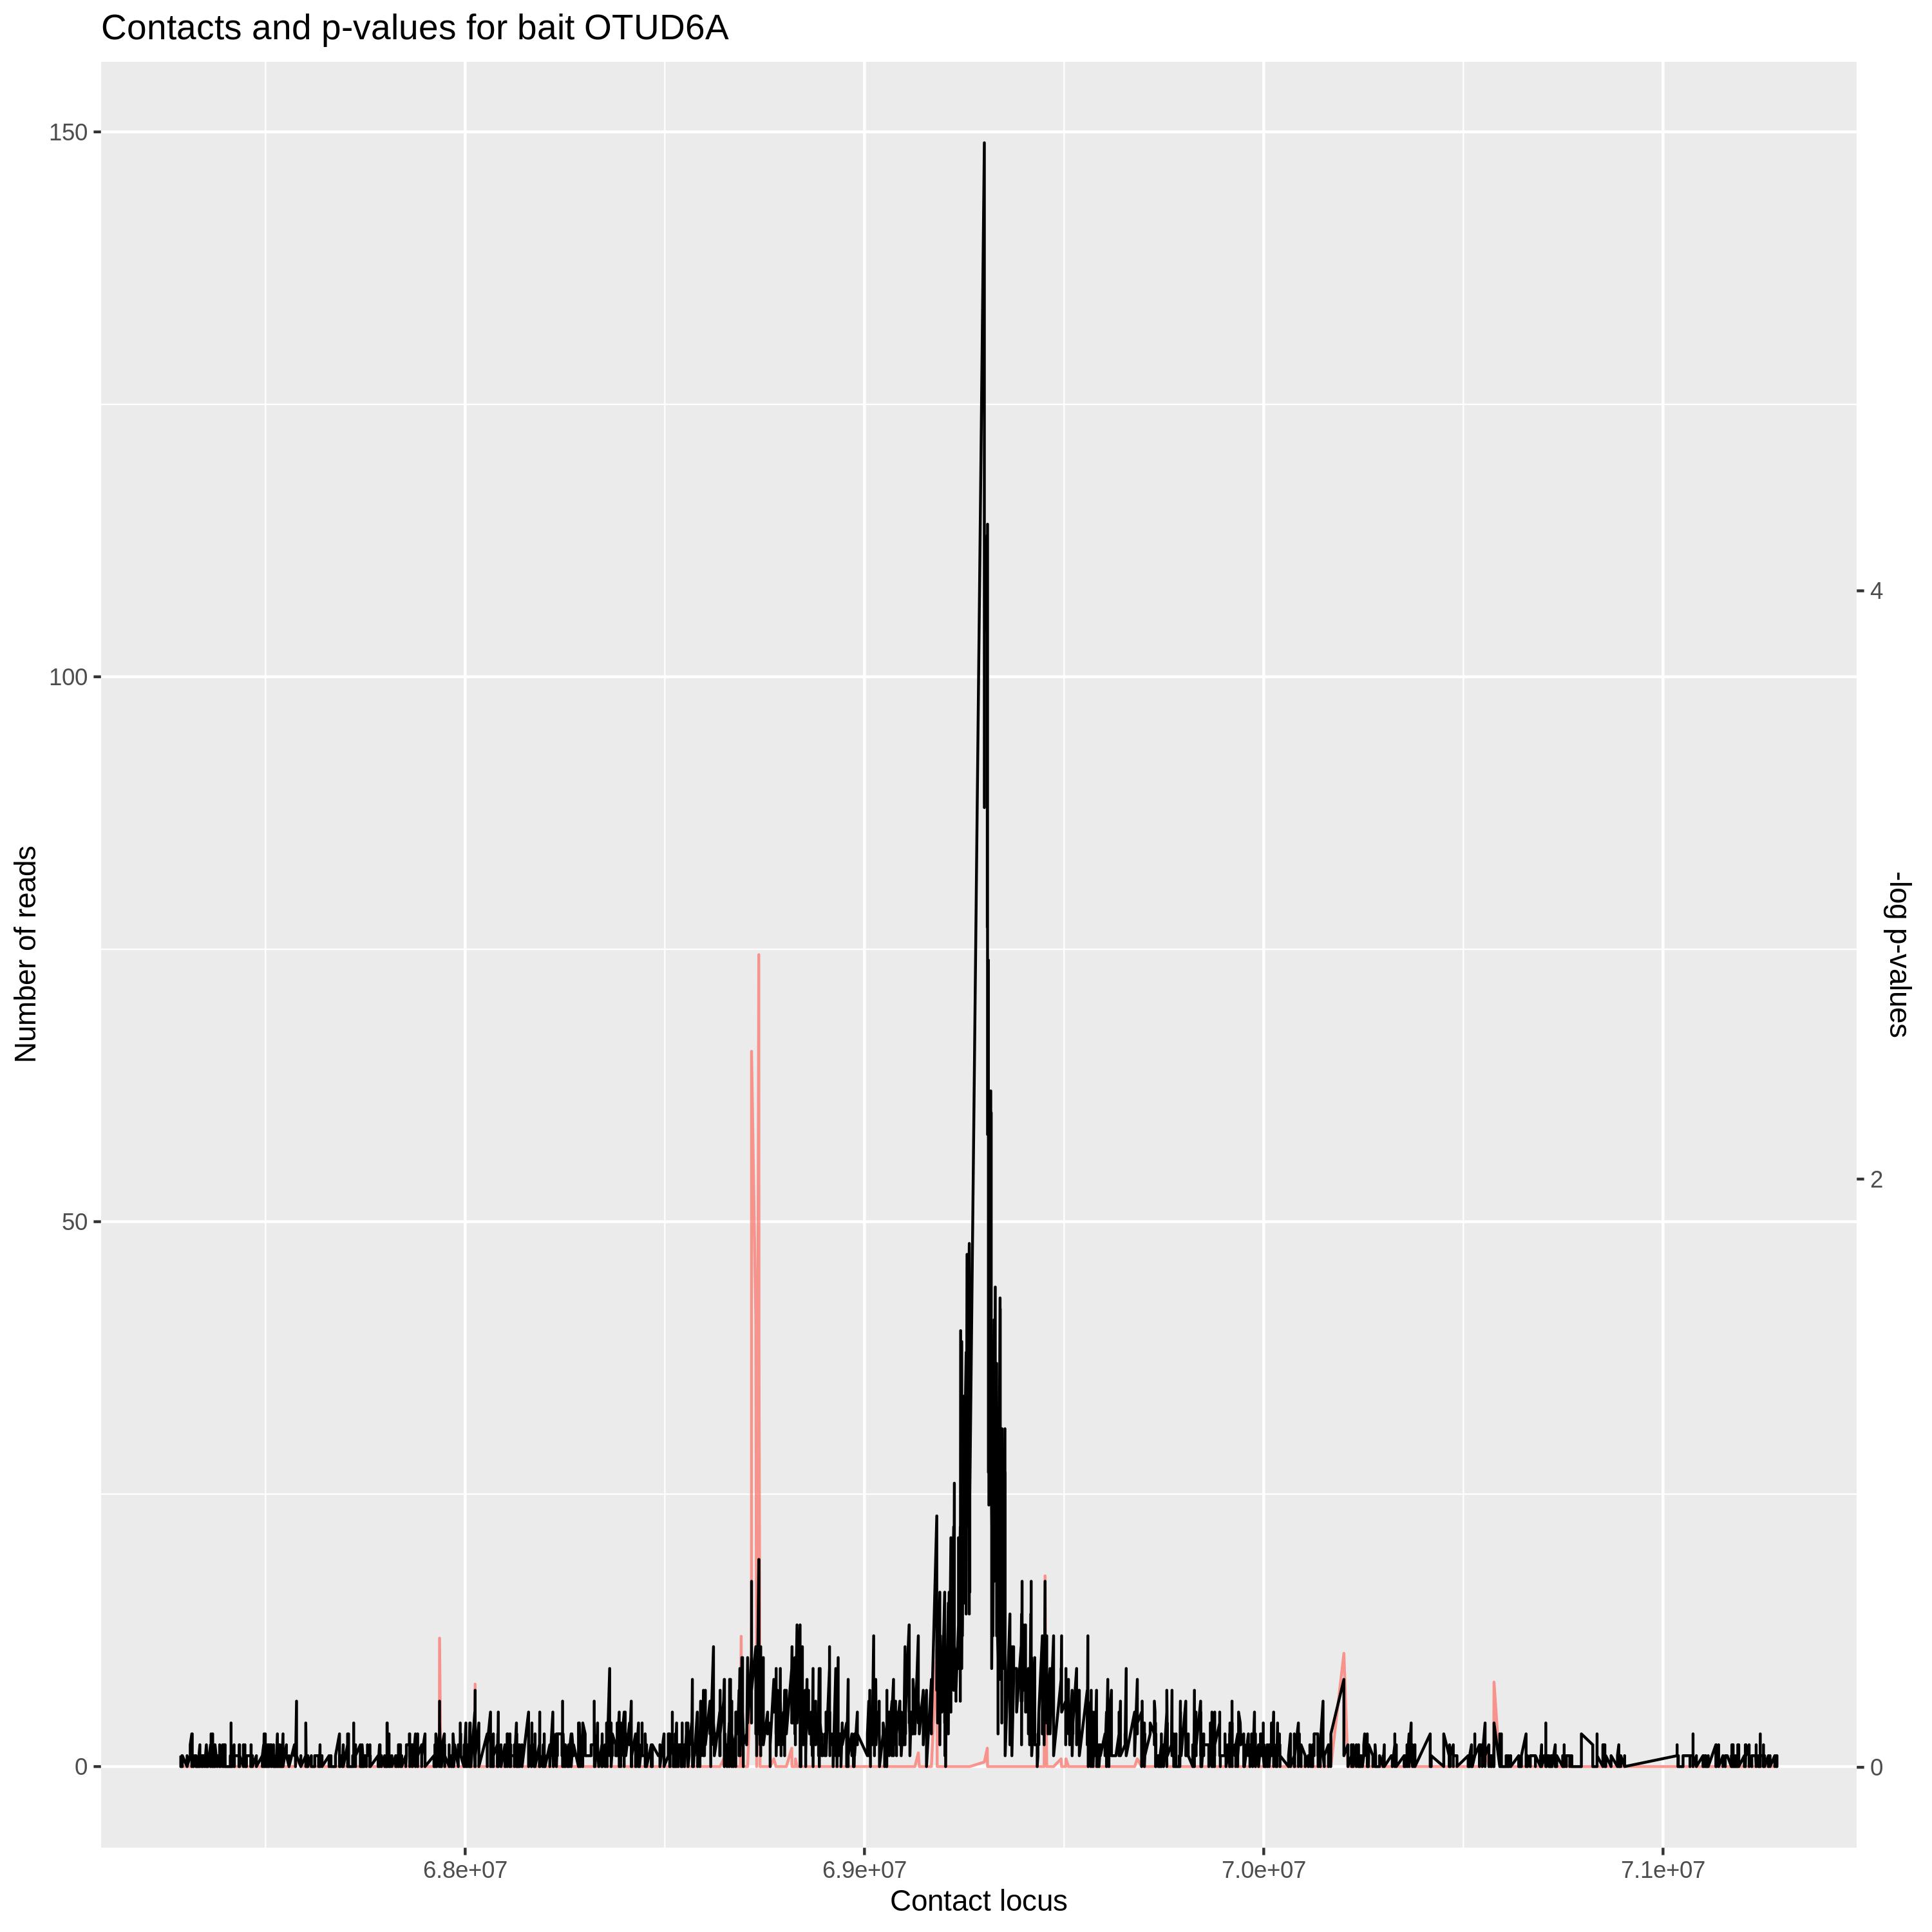 Contacts and p-values for bait OTUD6A
150
100
50
0
Number of reads
4
2
0
-log p-values
6.8e+07
6.9e+07
7.0e+07
7.1e+07
Contact locus